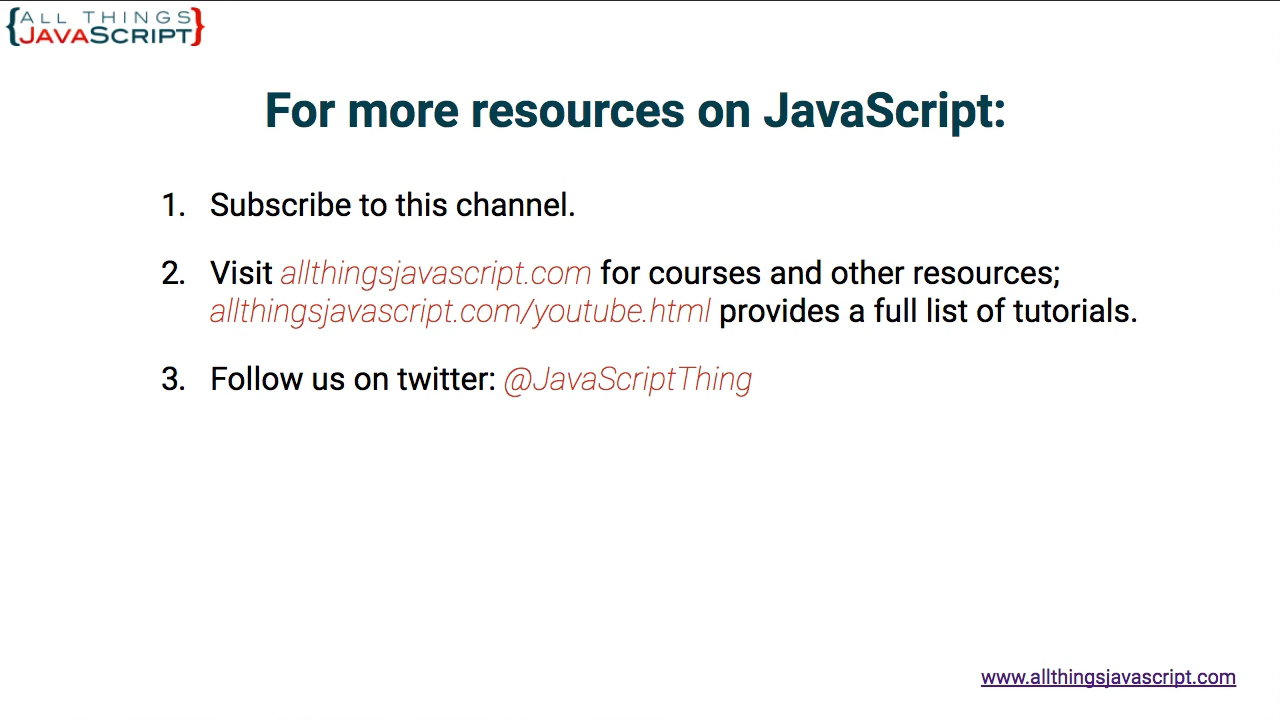 {ALL THINGS
JAVASCRIPT}
For more resources on JavaScript:
1. Subscribe to this channel.
2. Visit allthingsjavascript.com for courses and other resources;
allthingsjavascript.com/youtube.html provides a full list of tutorials.
3. Follow us on twitter: @JavaScriptThing
www.allthingsjavascript.com